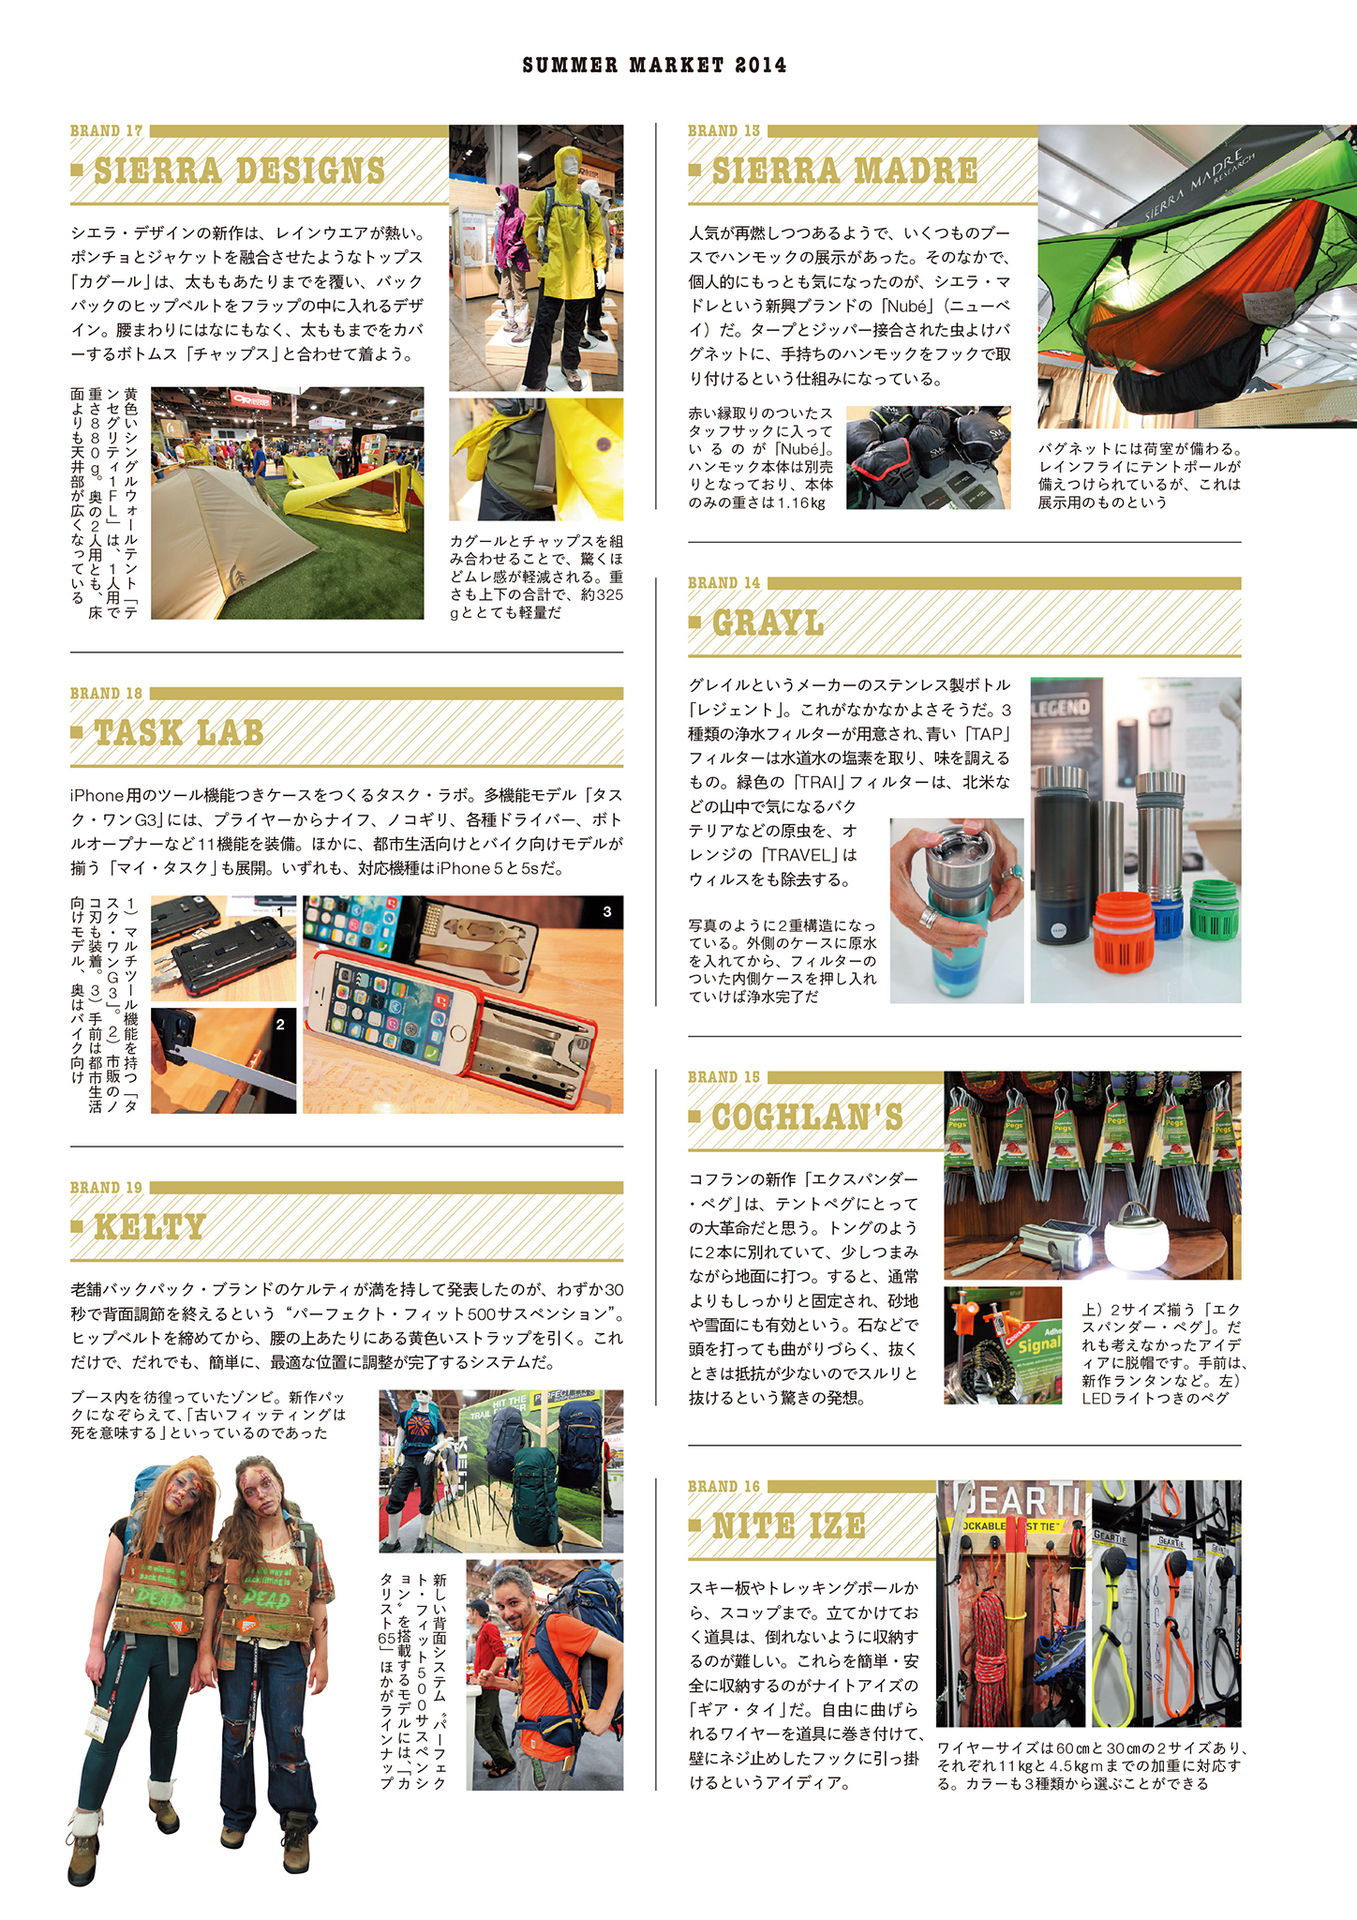 SUMMER MARKET 2014
BRAND 13
SIERRA MADRE
人気が再燃しつつあるようで、いくつものブー
スでハンモックの展示があった。そのなかで、
個人的にもっとも気になったのが、シエラ・マ
ドレという新興ブランドの「Nubé」（ニューベ
イ）だ。タープとジッパー接合された虫よけバ
グネットに、手持ちのハンモックをフックで取
り付けるという仕組みになっている。
赤い縁取りのついたス
タッフサックに入って
いるのが「Nubé」。
ハンモック本体は別売
りとなっており、本体
のみの重さは1.16kg
SIERRA MADRE
RESEARCH
バグネットには荷室が備わる。
レインフライにテントポールが
備えつけられているが、これは
展示用のものという
BRAND 14
GRAYL
グレイルというメーカーのステンレス製ボトル
「レジェント」。これがなかなかよさそうだ。3
種類の浄水フィルターが用意され、青い「TAP」
フィルターは水道水の塩素を取り、味を調える
もの。緑色の「TRAI」フィルターは、北米な
どの山中で気になるバク
テリアなどの原虫を、オ
レンジの「TRAVEL」は
ウィルスをも除去する。
写真のように2重構造になっ
ている。外側のケースに原水
を入れてから、フィルターの
ついた内側ケースを押し入れ
ていけば浄水完了だ
LEGEND
BRAND 15
COGHLAN'S
コフランの新作「エクスパンダー
・ペグ」は、テントペグにとって
の大革命だと思う。トングのよう
に2本に別れていて、少しつまみ
ながら地面に打つ。すると、通常
よりもしっかりと固定され、砂地
や雪面にも有効という。石などで
頭を打っても曲がりづらく、抜く
ときは抵抗が少ないのでスルリと
抜けるという驚きの発想。
Pegs
Pegs
Pegs
Pegs
Pegs
Pegs
Signal
上）2サイズ揃う「エク
スパンダー・ペグ」。だ
れも考えなかったアイディ
ィアに脱帽です。手前は、
新作ランタンなど。左）
LEDライトつきのペグ
BRAND 16
NITE IZE
スキー板やトレッキングポールか
ら、スコップまで。立てかけてお
く道具は、倒れないように収納す
るのが難しい。これらを簡単・安
全に収納するのがナイトアイズの
「ギア・タイ」だ。自由に曲げら
れるワイヤーを道具に巻き付けて、
壁にネジ止めしたフックに引っ掛
けるというアイディア。
GEARTI
OCKABLE
ST TIE
GEARTIE
GEARTIE
ワイヤーサイズは60㎝と30㎝の2サイズあり、
それぞれ11kgと4.5kgmまでの加重に対応す
る。カラーも3種類から選ぶことができる
BRAND 17
SIERRA DESIGNS
シエラ・デザインの新作は、レインウエアが熱い。
ポンチョとジャケットを融合させたようなトップス
「カグール」は、太ももあたりまでを覆い、バック
パックのヒップベルトをフラップの中に入れるデザ
イン。腰まわりにはなにもなく、太ももまでをカバ
ーするボトムス「チャップス」と合わせて着よう。
黄色いシングルウォールテント「テ
ンセグリティ1FL」は、1人用で
重さ880g。奥の2人用とも、床
面よりも天井部が広くなっている
カグールとチャップスを組
み合わせることで、驚くほ
どムレ感が軽減される。重
さも上下の合計で、約325
gととても軽量だ
BRAND 18
TASK LAB
iPhone用のツール機能つきケースをつくるタスク・ラボ。多機能モデル「タス
ク・ワンG3」には、プライヤーからナイフ、ノコギリ、各種ドライバー、ボト
ルオープナーなど11機能を装備。ほかに、都市生活向けとバイク向けモデルが
揃う「マイ・タスク」も展開。いずれも、対応機種はiPhone 5と5sだ。
1）マルチツール機能を持つ「タ
スク・ワンG3」。2）市販のノ
コ刃も装着。3）手前は都市生活
向けモデル、奥はバイク向け
1
2
3
BRAND 19
KELTY
老舗バックパック・ブランドのケルティが満を持して発表したのが、わずか30
秒で背面調節を終えるという“パーフェクト・フィット500サスペンション”。
ヒップベルトを締めてから、腰の上あたりにある黄色いストラップを引く。これ
だけで、だれでも、簡単に、最適な位置に調整が完了するシステムだ。
ブース内を彷徨っていたゾンビ。新作パッ
クになぞらえて、「古いフィッティングは
死を意味する」といっているのであった
old way of
pack fitting is
DEAD
old way of
pack fitting is
DEAD
HIT THE
TRAIL
PERFECT
新しい背面システム〝パーフェク
ト・フィット500サスペンシ
ョン〟を搭載するモデルには、「カ
タリスト65」ほかがラインナップ